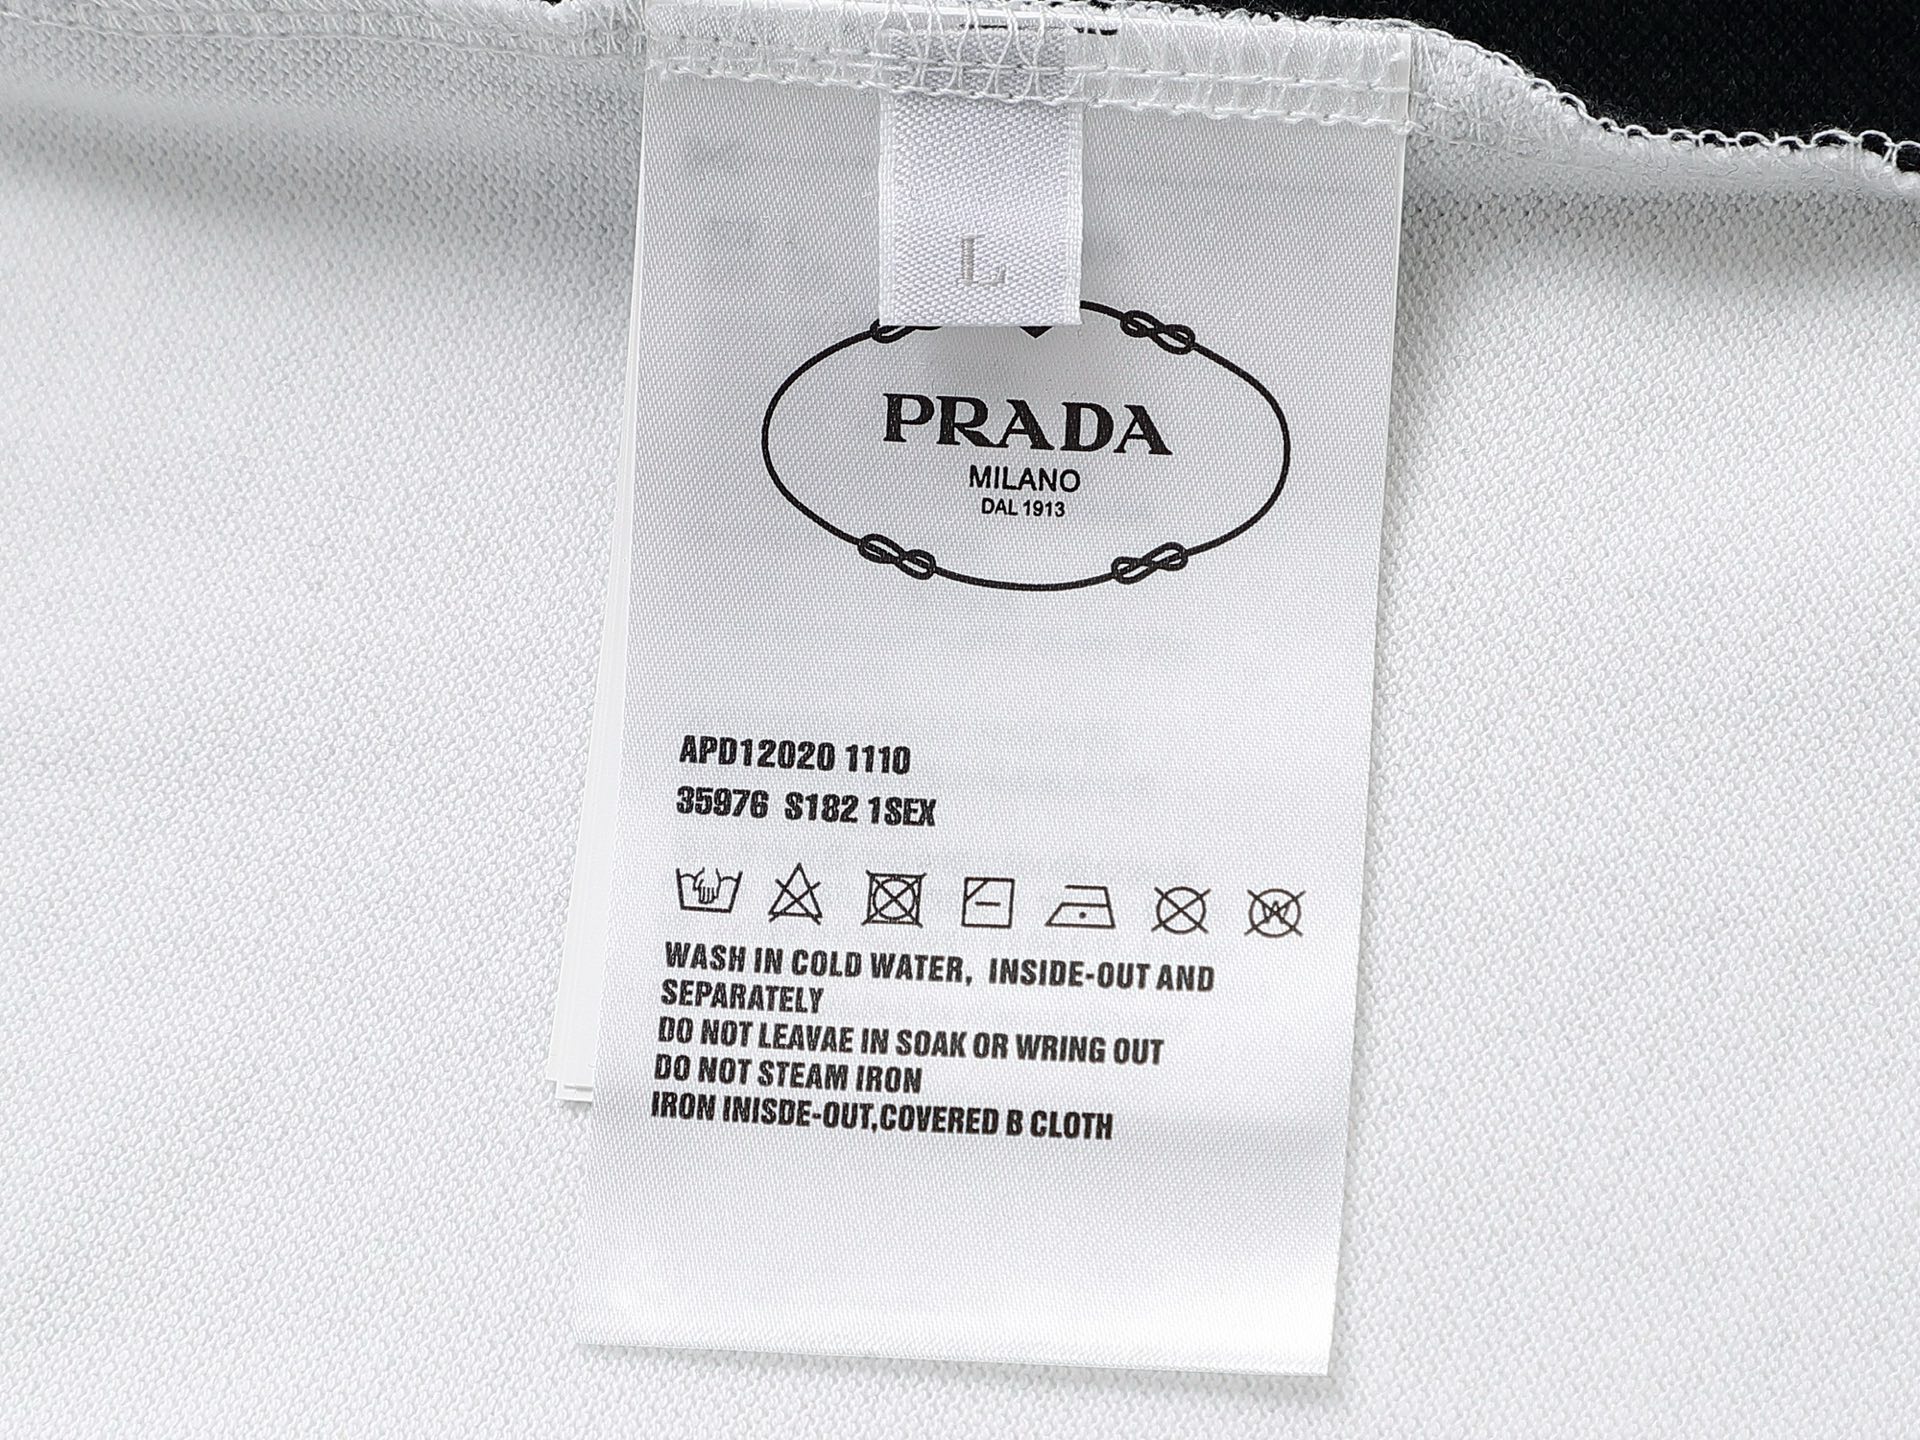 L
PRADA
MILANO
DAL 1913
APD12020 1110
35976 S182 1SEX
W
WASH IN COLD WATER, INSIDE-OUT AND
SEPARATELY
DO NOT LEAVAE IN SOAK OR WRING OUT
DO NOT STEAM IRON
IRON INISDE-OUT,COVERED B CLOTH